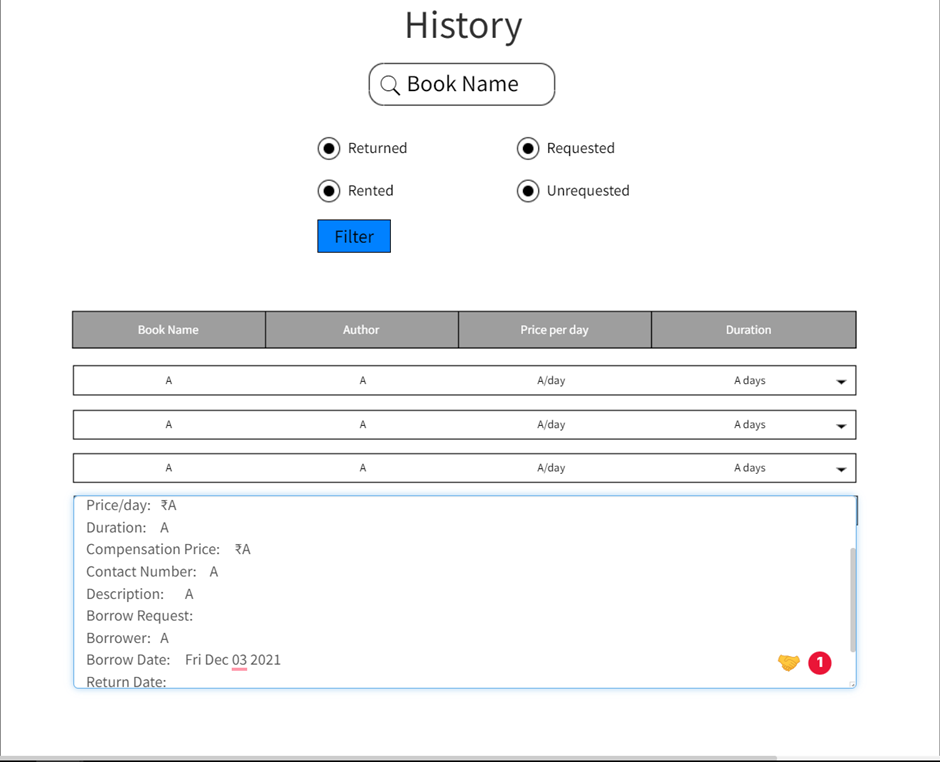 History
Book Name
Returned Requested
Rented Unrequested
Filter
Book Name Author Price per day Duration
A A A/day A days
A A A/day A days
A A A/day A days
Price/day: ₹A
Duration: A
Compensation Price: ₹A
Contact Number: A
Description: A
Borrow Request:
Borrower: A
Borrow Date: Fri Dec 03 2021
1
Return Date: